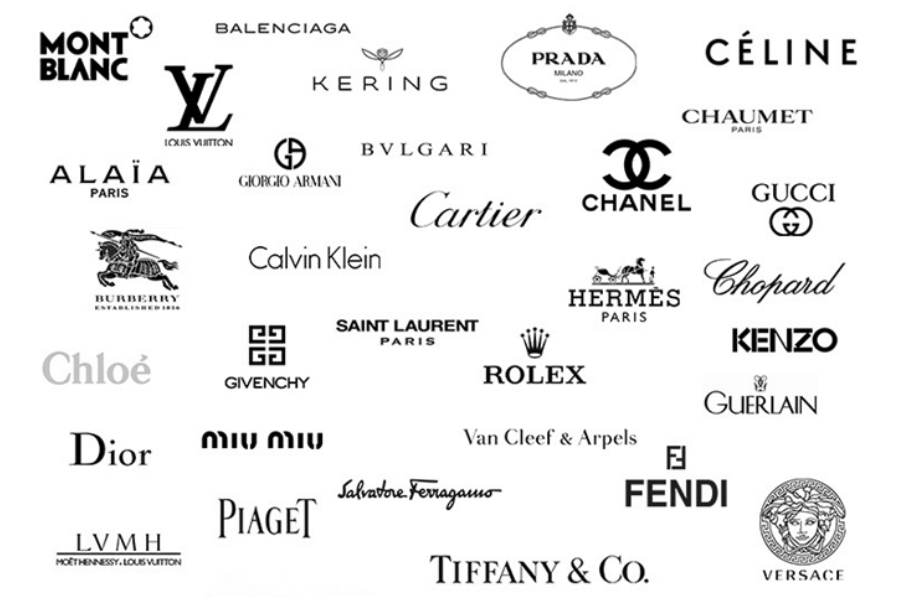 MONT
BLANC
BALENCIAGA
KERING
PRADA
MILANO
CÉLINE
LV
LOUIS VUITTON
CHAUMET
PARIS
ALAÏA
PARIS
GA
GIORGIO ARMANI
BVLGARI
CHANEL
GUCCI
Cartier
BURBERRY
ESTABLISHED 1856
Calvin Klein
HERMÈS
PARIS
Chopard
SAINT LAURENT
PARIS
KENZO
Chloé
GIVENCHY
ROLEX
GUERLAIN
Dior
miu miu
Van Cleef & Arpels
FENDI
Salvatore Ferragamo
PIAGET
LVMH
MOËT HENNESSY. LOUIS VUITTON
TIFFANY & CO.
VERSACE